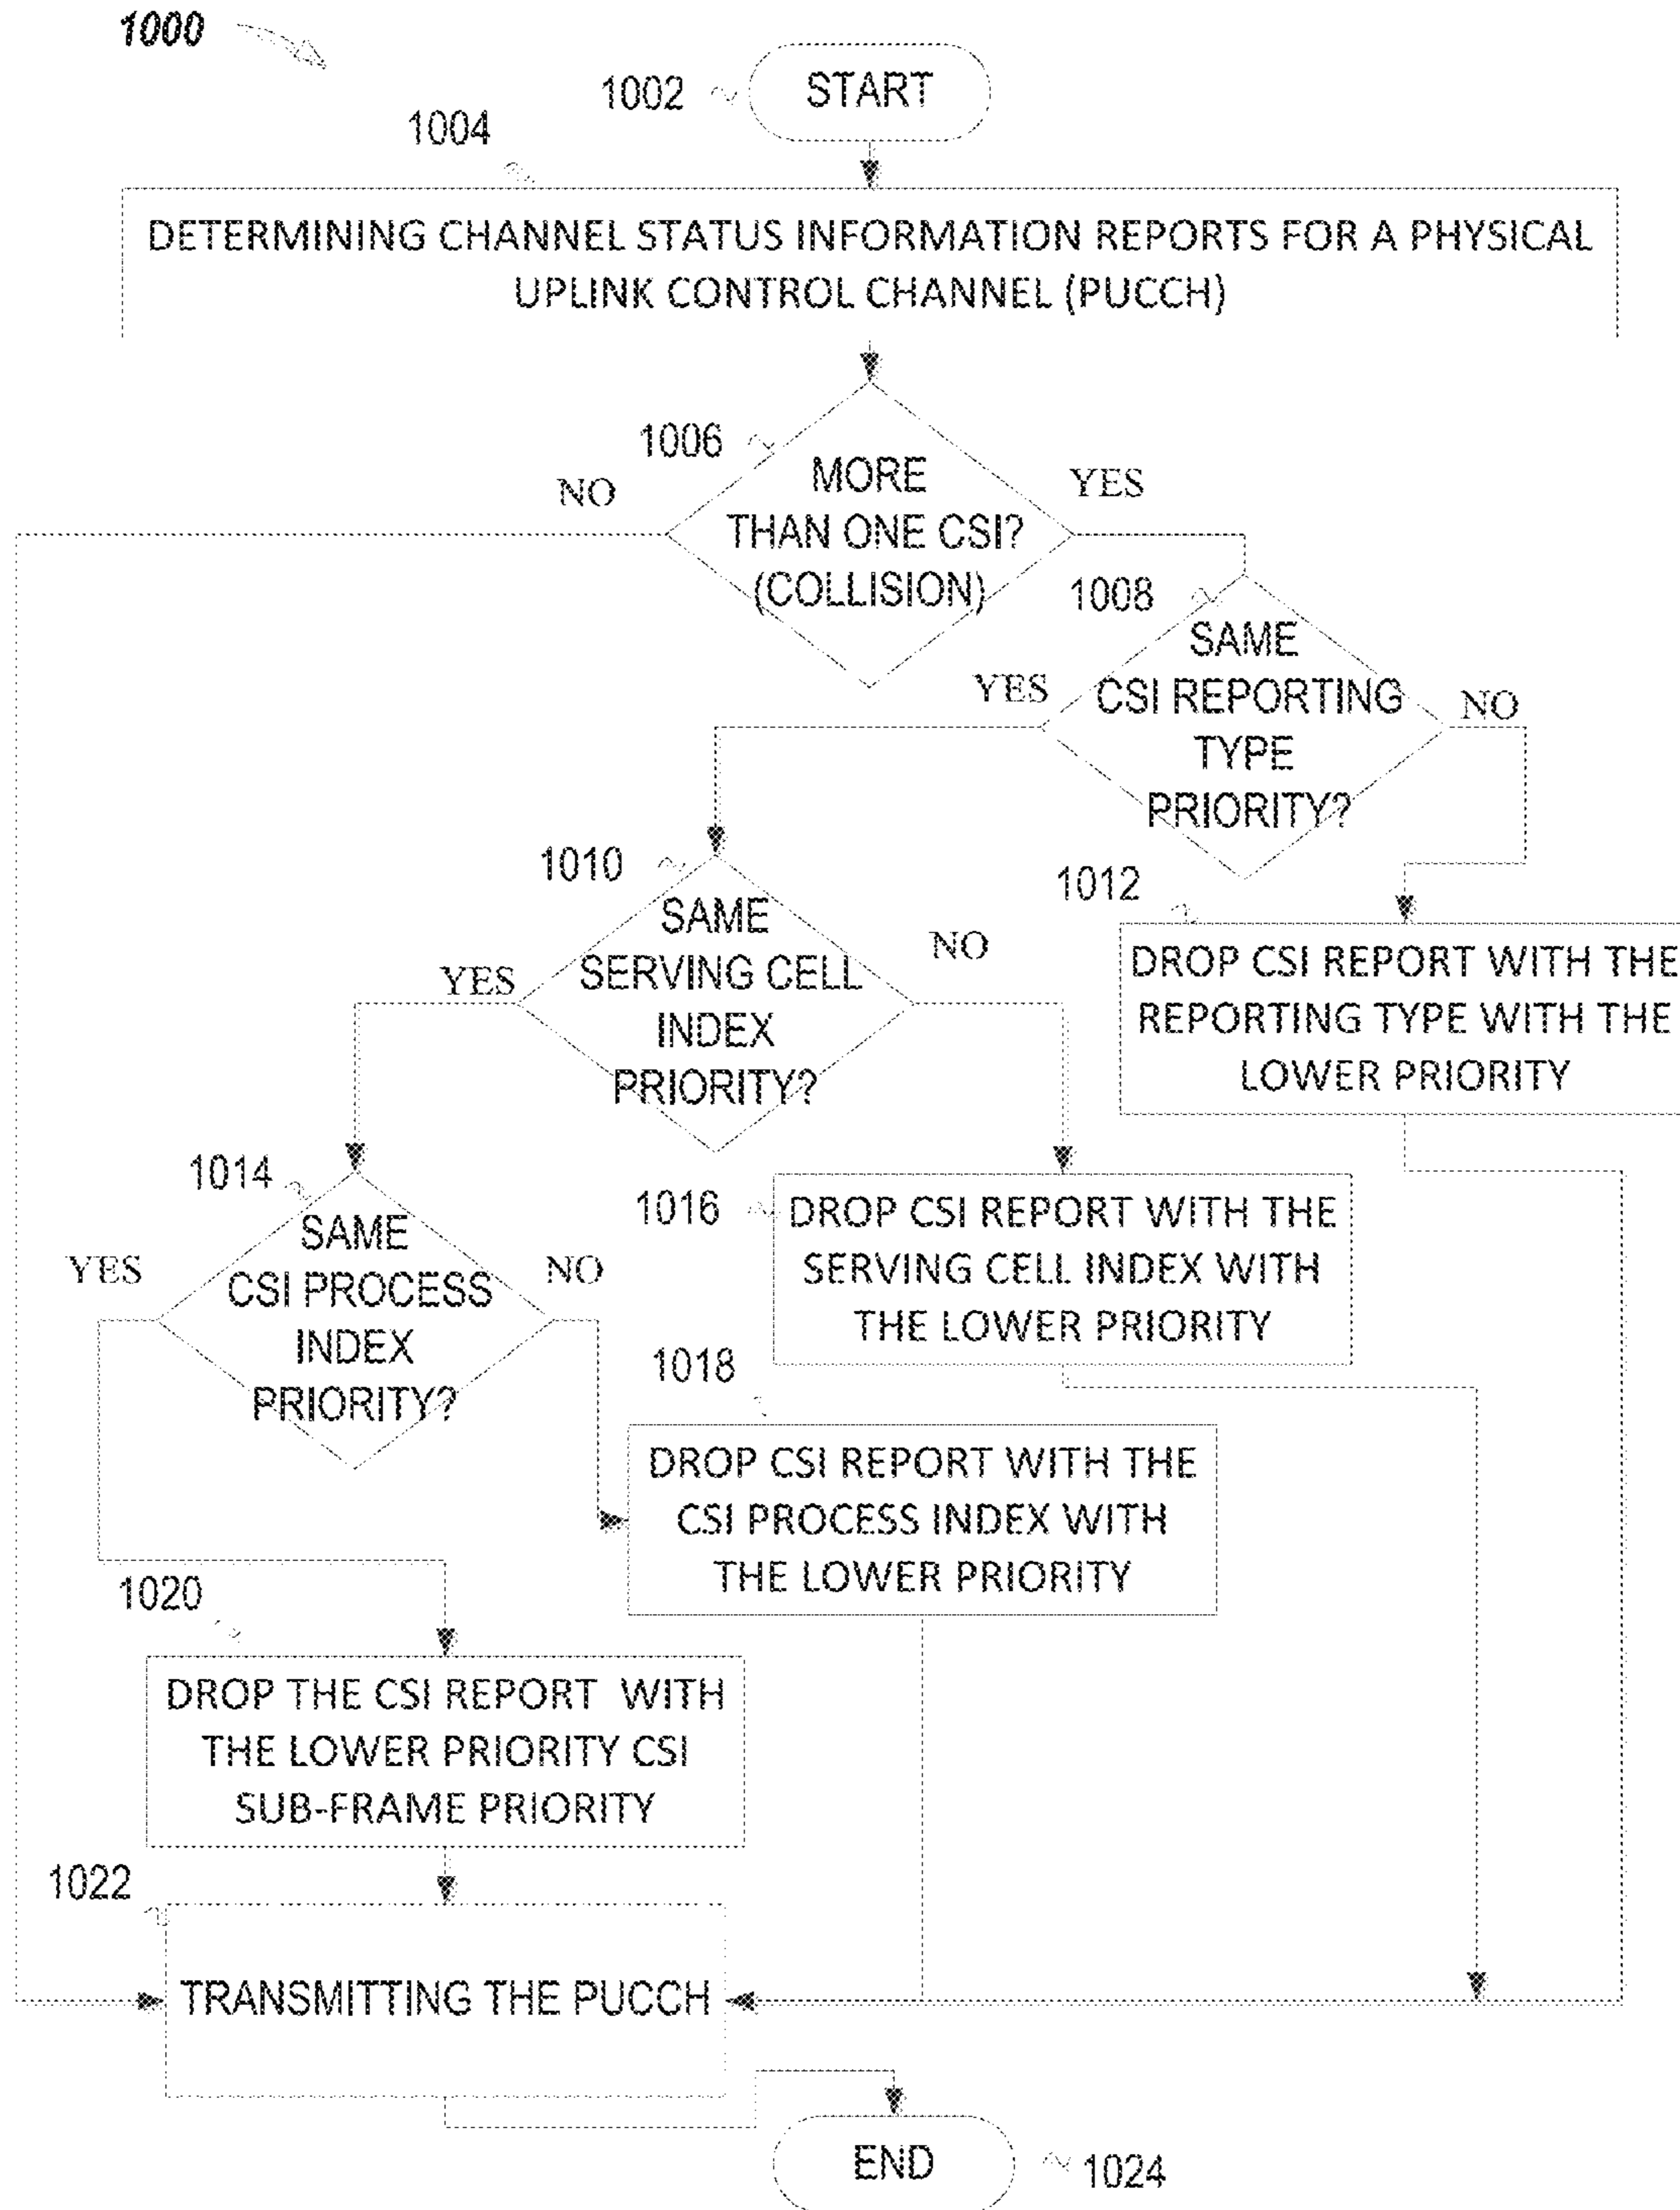 1000
1002
START
1004
DETERMINING CHANNEL STATUS INFORMATION REPORTS FOR A PHYSICAL
UPLINK CONTROL CHANNEL (PUCCH)
1006
NO
YES
MORE
THAN ONE CSI?
(COLLISION)
1008
YES
NO
SAME
CSI REPORTING
TYPE
PRIORITY?
1010
YES
NO
SAME
SERVING CELL
INDEX
PRIORITY?
1012
DROP CSI REPORT WITH THE
REPORTING TYPE WITH THE
LOWER PRIORITY
1014
YES
NO
SAME
CSI PROCESS
INDEX
PRIORITY?
1016
DROP CSI REPORT WITH THE
SERVING CELL INDEX WITH
THE LOWER PRIORITY
1018
DROP CSI REPORT WITH THE
CSI PROCESS INDEX WITH
THE LOWER PRIORITY
1020
DROP THE CSI REPORT WITH
THE LOWER PRIORITY CSI
SUB-FRAME PRIORITY
1022
TRANSMITTING THE PUCCH
END
1024